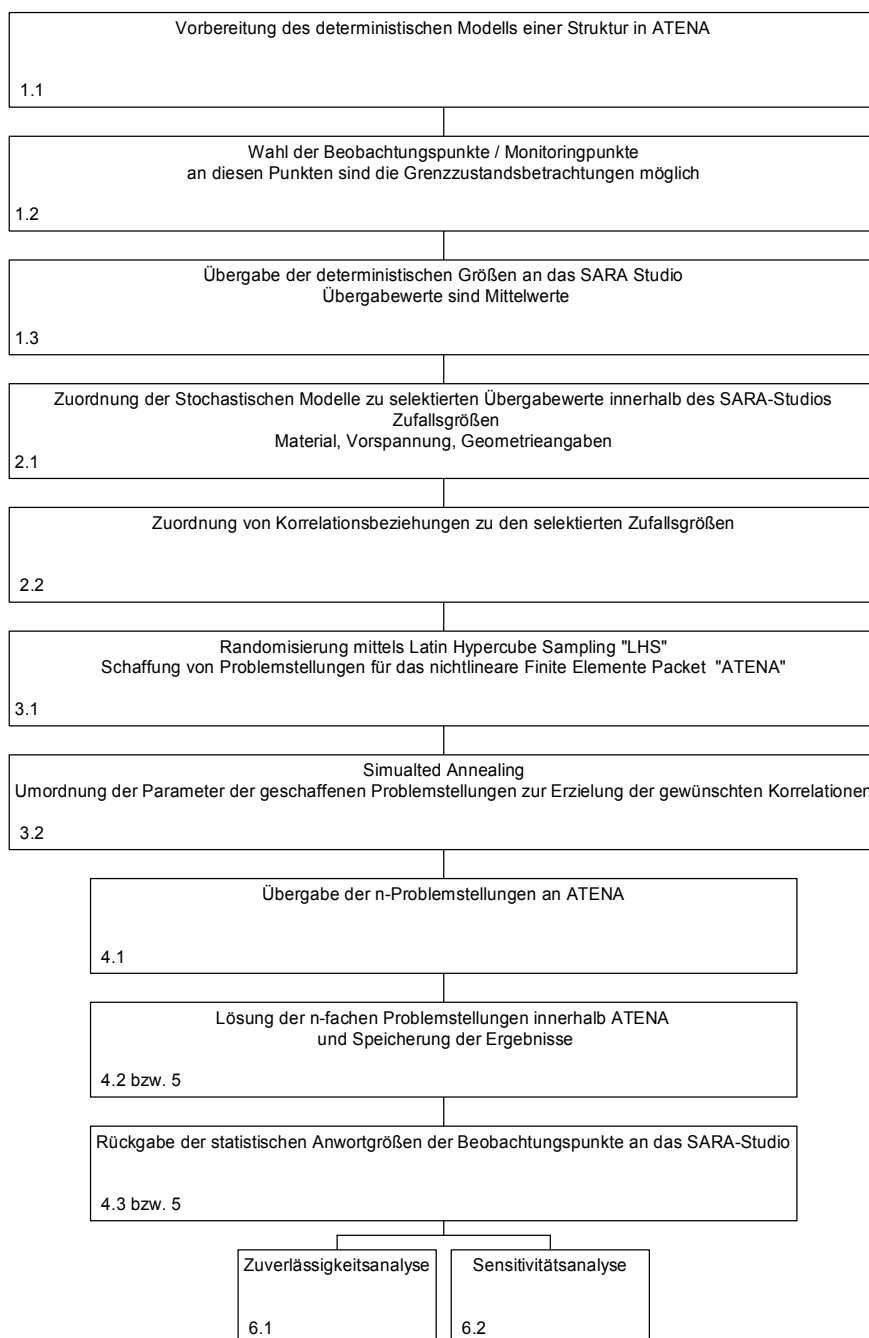 Vorbereitung des deterministischen Modells einer Struktur in ATENA
1.1
Wahl der Beobachtungspunkte / Monitoringpunkte
an diesen Punkten sind die Grenzzustandsbetrachtungen möglich
1.2
Übergabe der deterministischen Größen an das SARA Studio
Übergabewerte sind Mittelwerte
1.3
Zuordnung der Stochastischen Modelle zu selektierten Übergabewerte innerhalb des SARA-Studios
Zufallsgrößen
Material, Vorspannung, Geometrieangaben
2.1
Zuordnung von Korrelationsbeziehungen zu den selektierten Zufallsgrößen
2.2
Randomisierung mittels Latin Hypercube Sampling "LHS"
Schaffung von Problemstellungen für das nichtlineare Finite Elemente Packet "ATENA"
3.1
Simualted Annealing
Umordnung der Parameter der geschaffenen Problemstellungen zur Erzielung der gewünschten Korrelationen
3.2
Übergabe der n-Problemstellungen an ATENA
4.1
Lösung der n-fachen Problemstellungen innerhalb ATENA
und Speicherung der Ergebnisse
4.2 bzw. 5
Rückgabe der statistischen Anwortgrößen der Beobachtungspunkte an das SARA-Studio
4.3 bzw. 5
Zuverlässigkeitsanalyse
6.1
Sensitivitätsanalyse
6.2